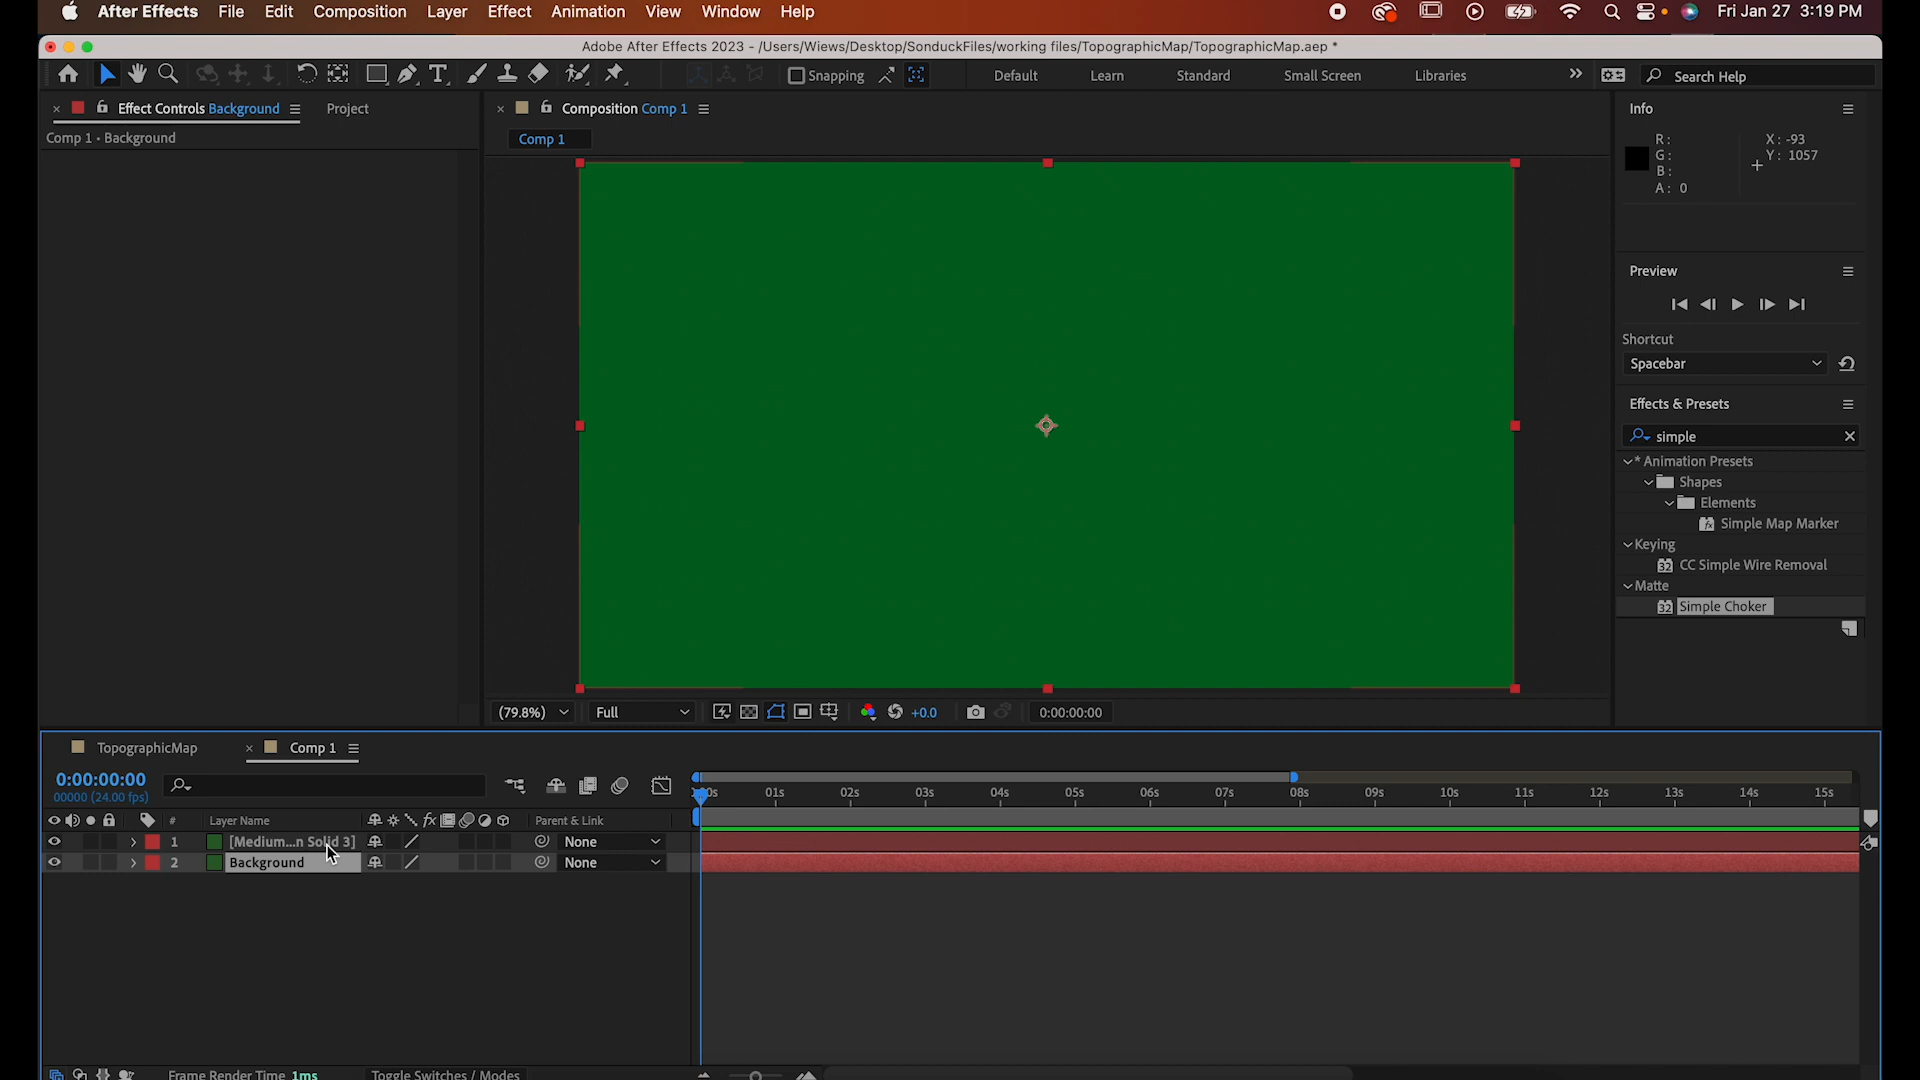 After Effects File Edit Composition Layer Effect Animation View Window Help Fri Jan 27 3:19 PM
Adobe After Effects 2023 - /Users/Wiews/Desktop/SonduckFiles/working files/TopographicMap/TopographicMap.aep *
Snapping Default Learn Standard Small Screen Libraries Search Help
Effect Controls Background Project
Comp 1 • Background
Composition Comp 1
Comp 1
Info
R:
G:
B:
A: 0
X: -93
Y: 1057
Preview
Shortcut
Spacebar
Effects & Presets
simple
* Animation Presets
Shapes
Elements
Simple Map Marker
Keying
CC Simple Wire Removal
Matte
Simple Choker
(79.8%) Full +0.0 0:00:00:00
TopographicMap Comp 1
0:00:00:00
00000 (24.00 fps)
01s 02s 03s 04s 05s 06s 07s 08s 09s 10s 11s 12s 13s 14s 15s
# Layer Name Parent & Link
1 [Medium...n Solid 3] None
2 Background None
Frame Render Time 1ms Toggle Switches / Modes